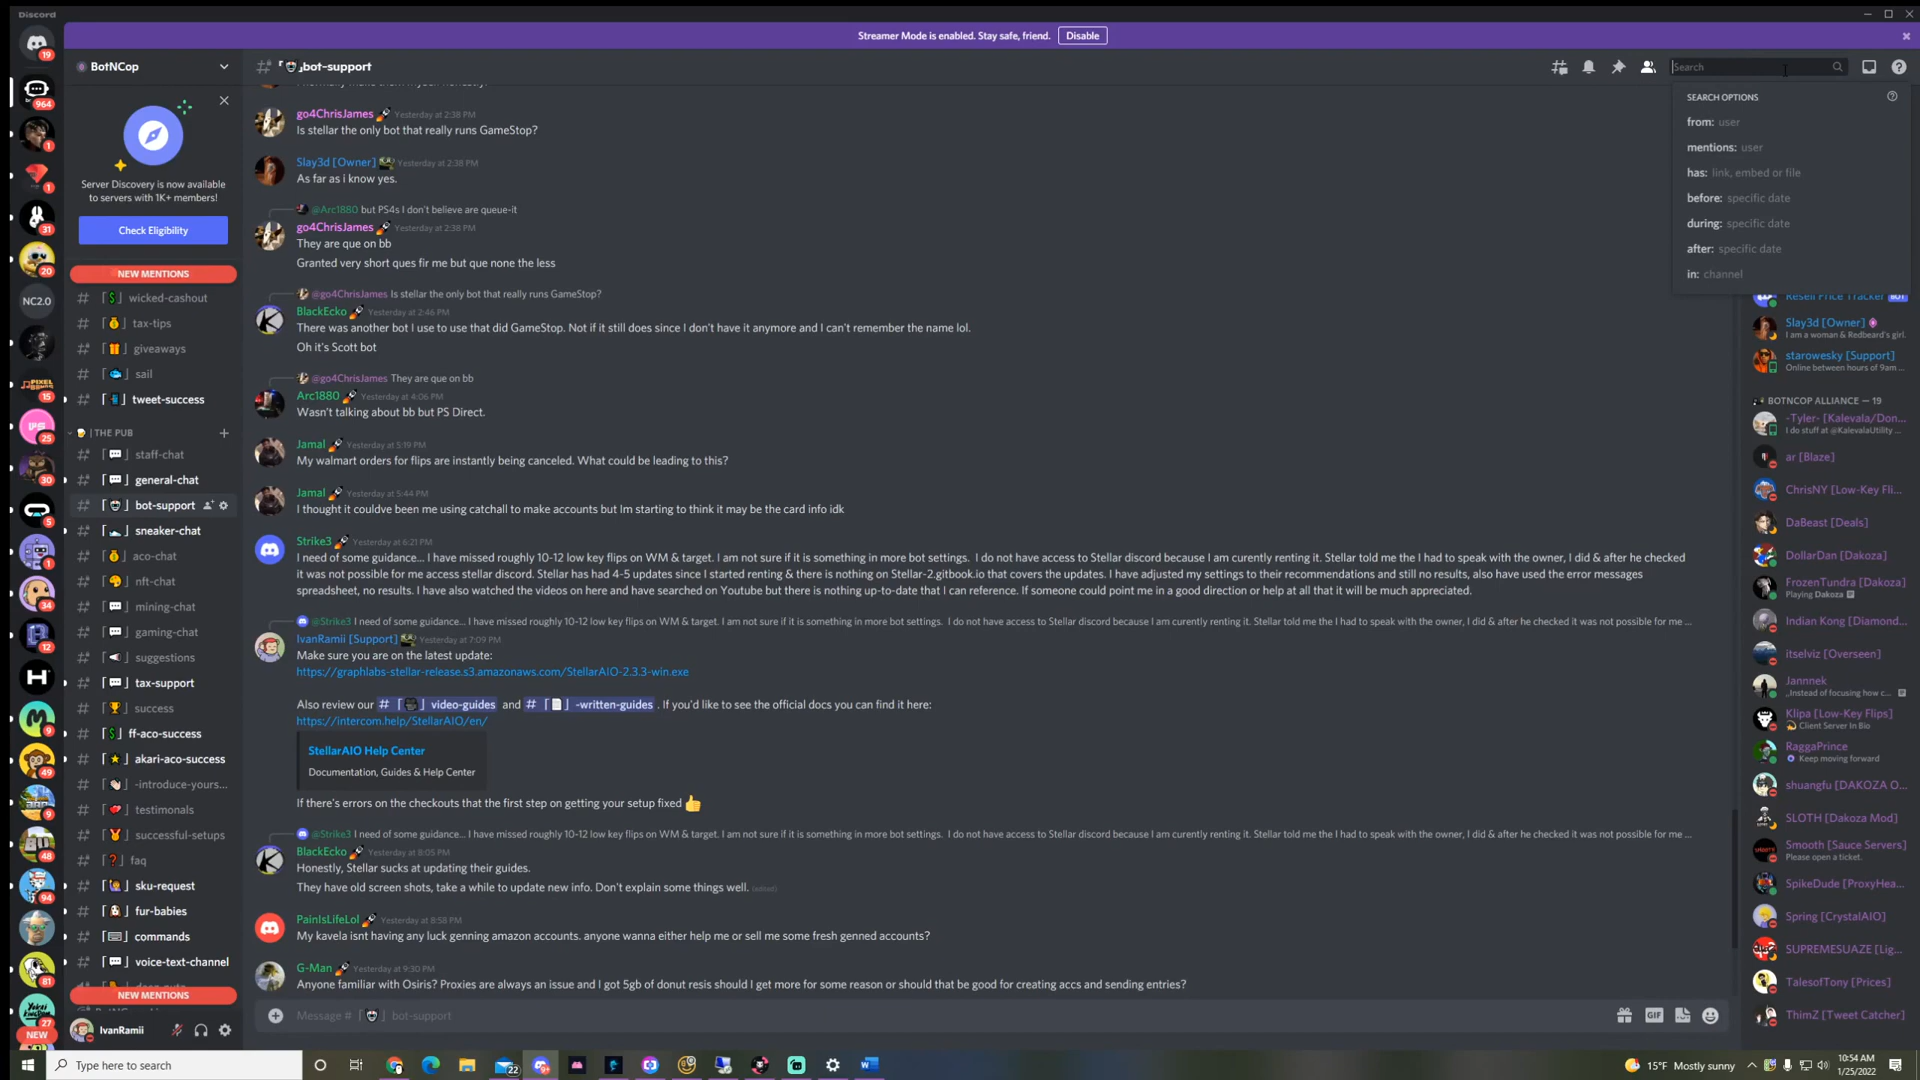 Discord
Streamer Mode is enabled. Stay safe, friend.
Disable
BotNCop
bot-support
Search
SEARCH OPTIONS
from: user
mentions: user
has: link, embed or file
before: specific date
during: specific date
after: specific date
in: channel
Server Discovery is now available
to servers with 1K+ members!
Check Eligibility
NEW MENTIONS
wicked-cashout
tax-tips
giveaways
sail
tweet-success
THE PUB
staff-chat
general-chat
bot-support
sneaker-chat
aco-chat
nft-chat
mining-chat
gaming-chat
suggestions
tax-support
success
ff-aco-success
akari-aco-success
-introduce-yours...
testimonials
successful-setups
faq
sku-request
fur-babies
commands
voice-text-channel
NEW MENTIONS
IvanRamii
19
964
1
1
31
20
NC2.0
15
25
30
5
34
12
9
49
9
48
94
81
27
NEW
go4ChrisJames Yesterday at 2:38 PM
Is stellar the only bot that really runs GameStop?
Slay3d [Owner] Yesterday at 2:38 PM
As far as i know yes.
@Arc1880 but PS4s I don't believe are queue-it
go4ChrisJames Yesterday at 2:38 PM
They are que on bb
Granted very short ques fir me but que none the less
@go4ChrisJames Is stellar the only bot that really runs GameStop?
BlackEcko Yesterday at 2:46 PM
There was another bot I use to use that did GameStop. Not if it still does since I don't have it anymore and I can't remember the name lol.
Oh it's Scott bot
@go4ChrisJames They are que on bb
Arc1880 Yesterday at 4:06 PM
Wasn't talking about bb but PS Direct.
Jamal Yesterday at 5:19 PM
My walmart orders for flips are instantly being canceled. What could be leading to this?
Jamal Yesterday at 5:44 PM
I thought it couldve been me using catchall to make accounts but Im starting to think it may be the card info idk
Strike3 Yesterday at 6:21 PM
I need of some guidance... I have missed roughly 10-12 low key flips on WM & target. I am not sure if it is something in more bot settings. I do not have access to Stellar discord because I am curently renting it. Stellar told me the I had to speak with the owner, I did & after he checked
it was not possible for me access stellar discord. Stellar has had 4-5 updates since I started renting & there is nothing on Stellar-2.gitbook.io that covers the updates. I have adjusted my settings to their recommendations and still no results, also have used the error messages
spreadsheet, no results. I have also watched the videos on here and have searched on Youtube but there is nothing up-to-date that I can reference. If someone could point me in a good direction or help at all that it will be much appreciated.
@Strike3 I need of some guidance... I have missed roughly 10-12 low key flips on WM & target. I am not sure if it is something in more bot settings. I do not have access to Stellar discord because I am curently renting it. Stellar told me the I had to speak with the owner, I did & after he checked it was not possible for me ...
IvanRamii [Support] Yesterday at 7:09 PM
Make sure you are on the latest update:
https://graphlabs-stellar-release.s3.amazonaws.com/StellarAIO-2.3.3-win.exe
Also review our # video-guides and # -written-guides . If you'd like to see the official docs you can find it here:
https://intercom.help/StellarAIO/en/
StellarAIO Help Center
Documentation, Guides & Help Center
If there's errors on the checkouts that the first step on getting your setup fixed
@Strike3 I need of some guidance... I have missed roughly 10-12 low key flips on WM & target. I am not sure if it is something in more bot settings. I do not have access to Stellar discord because I am curently renting it. Stellar told me the I had to speak with the owner, I did & after he checked it was not possible for me ...
BlackEcko Yesterday at 8:05 PM
Honestly, Stellar sucks at updating their guides.
They have old screen shots, take a while to update new info. Don't explain some things well. (edited)
PainIsLifeLol Yesterday at 8:58 PM
My kavela isnt having any luck genning amazon accounts. anyone wanna either help me or sell me some fresh genned accounts?
G-Man Yesterday at 9:30 PM
Anyone familiar with Osiris? Proxies are always an issue and I got 5gb of donut resis should I get more for some reason or should that be good for creating accs and sending entries?
Message # bot-support
GIF
Resell Price Tracker BOT
Slay3d [Owner]
I am a woman & Redbeard's girl.
starowesky [Support]
Online between hours of 9am ...
BOTNCOP ALLIANCE — 19
-Tyler- [Kalevala/Don...
I do stuff at @KalevalaUtility ...
ar [Blaze]
ChrisNY [Low-Key Fli...
DaBeast [Deals]
DollarDan [Dakoza]
FrozenTundra [Dakoza]
Playing Dakoza
Indian Kong [Diamond...
itselviz [Overseen]
Jannnek
„Instead of focusing how c...
Klipa [Low-Key Flips]
Client Server In Bio
RaggaPrince
Keep moving forward
shuangfu [DAKOZA O...
SLOTH [Dakoza Mod]
Smooth [Sauce Servers]
Please open a ticket.
SpikeDude [ProxyHea...
Spring [CrystalAIO]
SUPREMESUAZE [Lig...
TalesofTony [Prices]
ThimZ [Tweet Catcher]
Type here to search
22
15°F Mostly sunny
10:54 AM
1/25/2022